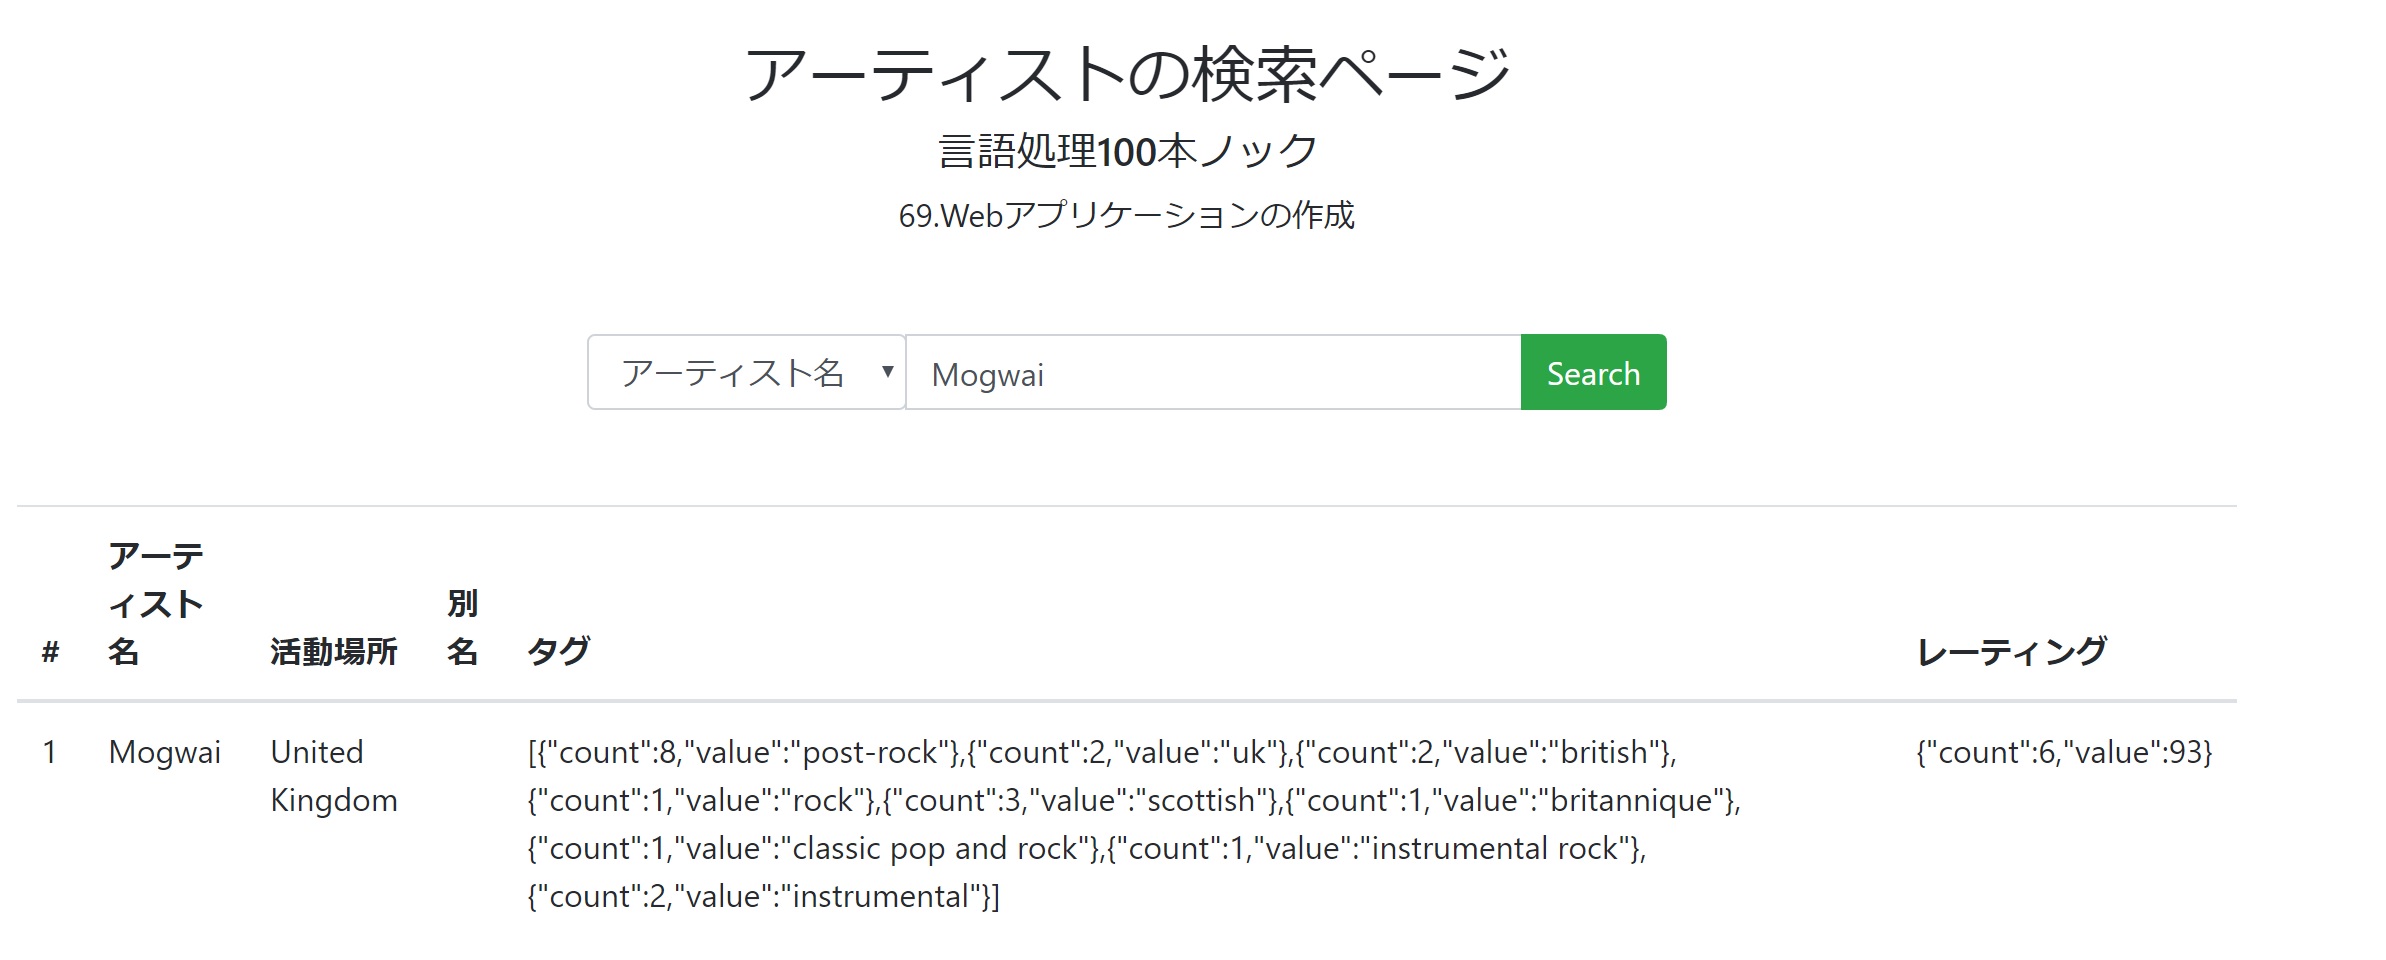 アーティストの検索ページ
言語処理100本ノック
69.Webアプリケーションの作成
アーティスト名 ▼ Mogwai Search
アーテ
ィスト 別
# 名 活動場所 名 タグ レーティング
1 Mogwai United [{"count":8,"value":"post-rock"},{"count":2,"value":"uk"},{"count":2,"value":"british"}, {"count":6,"value":93}
Kingdom {"count":1,"value":"rock"},{"count":3,"value":"scottish"},{"count":1,"value":"britannique"},
{"count":1,"value":"classic pop and rock"},{"count":1,"value":"instrumental rock"},
{"count":2,"value":"instrumental"}]